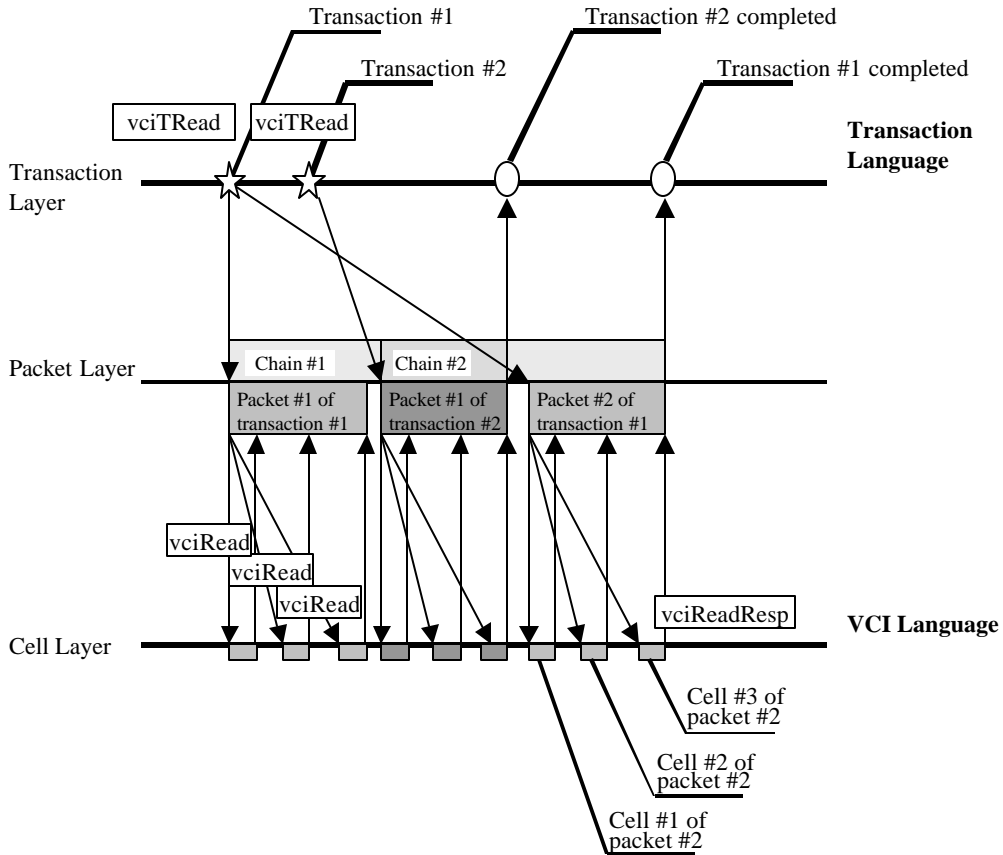 Transaction #1
Transaction #2 completed
Transaction #2
Transaction #1 completed
vciTRead
vciTRead
Transaction
Language
Transaction
Layer
Packet Layer
Chain #1
Chain #2
Packet #1 of
transaction #1
Packet #1 of
transaction #2
Packet #2 of
transaction #1
vciRead
vciRead
vciRead
vciReadResp
VCI Language
Cell Layer
Cell #3 of
packet #2
Cell #2 of
packet #2
Cell #1 of
packet #2